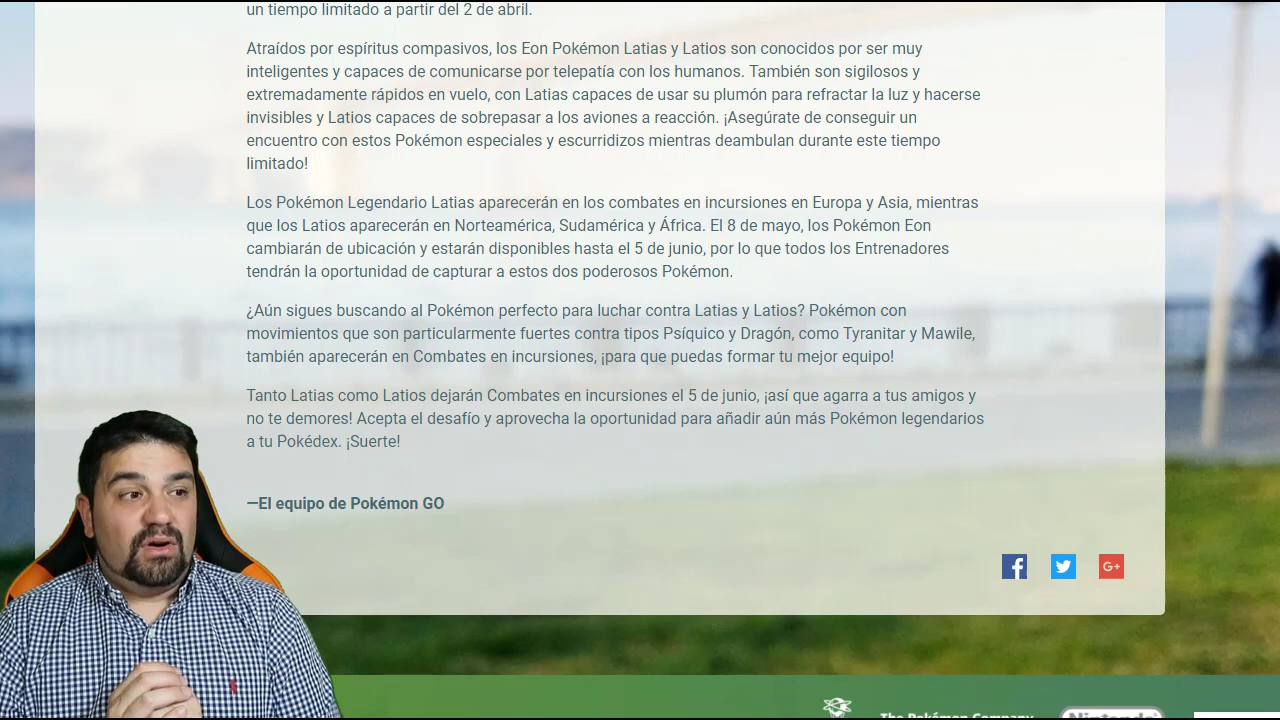 un tiempo limitado a partir del 2 de abril.
Atraídos por espíritus compasivos, los Eon Pokémon Latias y Latios son conocidos por ser muy
inteligentes y capaces de comunicarse por telepatía con los humanos. También son sigilosos y
extremadamente rápidos en vuelo, con Latias capaces de usar su plumón para refractar la luz y hacerse
invisibles y Latios capaces de sobrepasar a los aviones a reacción. ¡Asegúrate de conseguir un
encuentro con estos Pokémon especiales y escurridizos mientras deambulan durante este tiempo
limitado!
Los Pokémon Legendario Latias aparecerán en los combates en incursiones en Europa y Asia, mientras
que los Latios aparecerán en Norteamérica, Sudamérica y África. El 8 de mayo, los Pokémon Eon
cambiarán de ubicación y estarán disponibles hasta el 5 de junio, por lo que todos los Entrenadores
tendrán la oportunidad de capturar a estos dos poderosos Pokémon.
¿Aún sigues buscando al Pokémon perfecto para luchar contra Latias y Latios? Pokémon con
movimientos que son particularmente fuertes contra tipos Psíquico y Dragón, como Tyranitar y Mawile,
también aparecerán en Combates en incursiones, ¡para que puedas formar tu mejor equipo!
Tanto Latias como Latios dejarán Combates en incursiones el 5 de junio, ¡así que agarra a tus amigos y
no te demores! Acepta el desafío y aprovecha la oportunidad para añadir aún más Pokémon legendarios
a tu Pokédex. ¡Suerte!
—El equipo de Pokémon GO
G+
The Pokémon Company
Nintendo